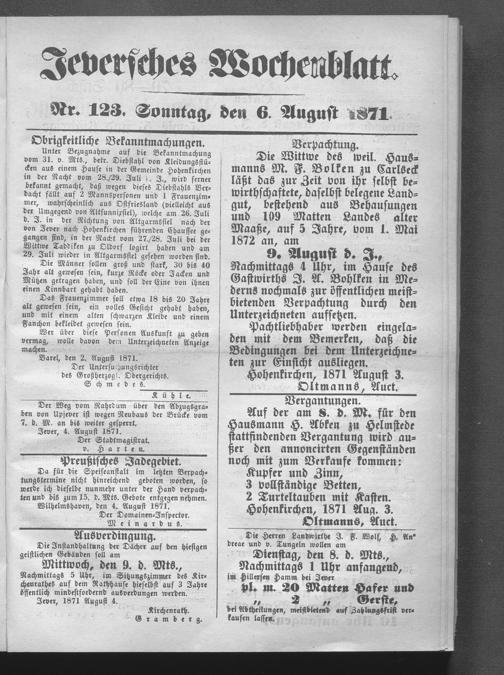 Jeversches Wochenblatt.
Nr. 123. Sonntag, den 6. August 1871.
Obrigkeitliche Bekanntmachungen.
Unter Bezugnahme auf die Bekanntmachung
vom 31. v. Mts., betr. Diebstahl von Kleidungsstü-
cken aus einem Hause in der Gemeinde Hohenkirchen
in der Nacht vom 28./29. Juli d. J., wird ferner
bekannt gemacht, daß wegen dieses Diebstahls Ver-
dacht fällt auf 2 Mannspersonen und 1 Frauenzim-
mer, wahrscheinlich aus Ostfriesland (vielleicht aus
der Umgegend von Altfunnixsiel), welche am 26. Juli
d. J. in der Richtung von Altgarmssiel nach der
von Jever nach Hohenkirchen führenden Chaussee ge-
gangen sind, in der Nacht vom 27/28. Juli bei der
Wittwe Taddiken zu Oldorf logirt haben und am
29. Juli wieder in Altgarmssiel gesehen worden sind.
Die Männer sollen groß und stark, 30 bis 40
Jahr alt gewesen sein, kurze Röcke oder Jacken und
Mützen getragen haben, und soll der Eine von ihnen
einen Kinnbart gehabt haben.
Das Frauenzimmer soll etwa 18 bis 20 Jahre
alt gewesen sein, ein volles Gesicht gehabt haben,
und mit einem alten schwarzen Kleide und einem
Fanchon bekleidet gewesen sein.
Wer über diese Personen Auskunft zu geben
vermag, wolle davon dem Unterzeichneten Anzeige
machen.
Varel, den 2. August 1871.
Der Untersuchungsrichter
des Großherzogl. Obergerichts.
Schmedes.
Kühle.
Der Weg vom Rahrdum über den Abzugsgra-
ben von Jever ist wegen Neubaus der Brücke vom
7. d. M. an bis weiter gesperrt.
Jever, 4. August 1871.
Der Stadtmagistrat.
v. Harten.
Preußisches Jadegebiet.
Da für die Speiseanstalt im letzten Verpach-
tungstermine nicht hinreichend geboten worden, so
werde ich dieselbe nunmehr unter der Hand verpach-
ten und bis zum 15. d. Mts. Gebote entgegen nehmen.
Wilhelmshaven, den 4. August 1871.
Der Domainen-Inspector.
Meinardus.
Ausverdingung.
Die Instandhaltung der Dächer auf den hiesigen
geistlichen Gebäuden soll am
Mittwoch, den 9. d. Mts.,
Nachmittags 5 Uhr, im Sitzungszimmer des Kir-
chenraths auf dem Rathhause hieselbst auf 3 Jahre
öffentlich mindestfordernd ausverdungen werden.
Jever, 1871 August 4.
Kirchenrath.
Gramberg.
Verpachtung.
Die Wittwe des weil. Haus-
manns M. F. Bolken zu Carlseck
läßt das zur Zeit von ihr selbst be-
wirthschaftete, daselbst belegene Land-
gut, bestehend aus Behausungen
und 109 Matten Landes alter
Maaße, auf 5 Jahre, vom 1. Mai
1872 an, am
9. August d. J.,
Nachmittags 4 Uhr, im Hause des
Gastwirths J. A. Bohlken in Me-
derns nochmals zur öffentlichen meist-
bietenden Verpachtung durch den
Unterzeichneten aufsetzen.
Pachtliebhaber werden eingela-
den mit dem Bemerken, daß die
Bedingungen bei dem Unterzeichne-
ten zur Einsicht ausliegen.
Hohenkirchen, 1871 August 3.
Oltmanns, Auct.
Vergantungen.
Auf der am 8. d. M. für den
Hausmann H. Abken zu Helmstede
stattfindenden Vergantung wird au-
ßer den annoncirten Gegenständen
noch mit zum Verkaufe kommen:
Kupfer und Zinn,
3 vollständige Betten,
2 Turteltauben mit Kasten.
Hohenkirchen, 1871 Aug. 3.
Oltmanns, Auct.
Die Herren Landwirthe J. F. Wolf, H. An-
dreae und v. Tungeln wollen am
Dienstag, den 8. d. Mts.,
Nachmittags 1 Uhr anfangend,
im Hillersen Hamm bei Jever
pl. m. 20 Matten Hafer und
„ 2 „ Gerste,
bei Abtheilungen, meistbietend auf Zahlungsfrist ver-
kaufen lassen.